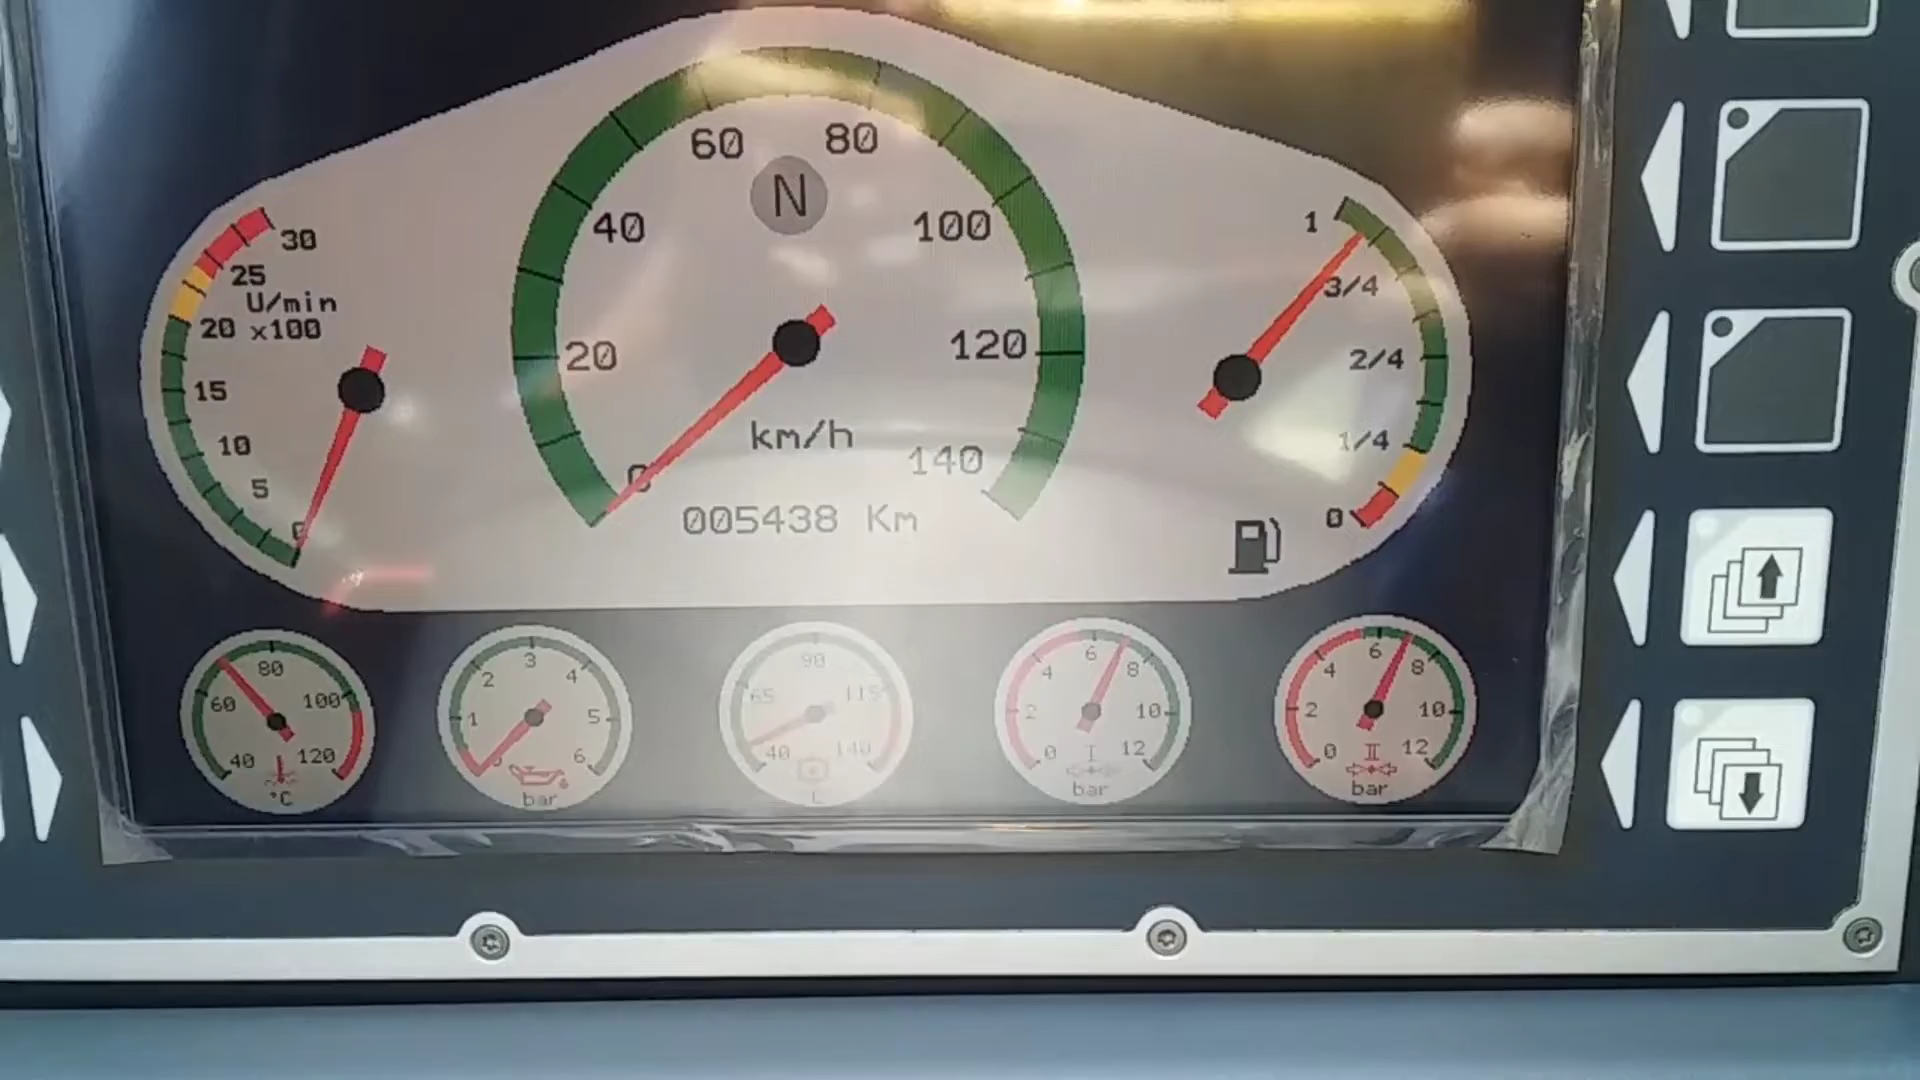 60 80
40 N 100
20 120
0 140
km/h
005438 Km
30
25
U/min
20 x100
15
10
5
1
3/4
2/4
1/4
0
40 60 80 100 120
°C
1 2 3 4 5 6
bar
40 65 90 115 140
0 2 4 6 8 10 12
I
bar
0 2 4 6 8 10 12
II
bar